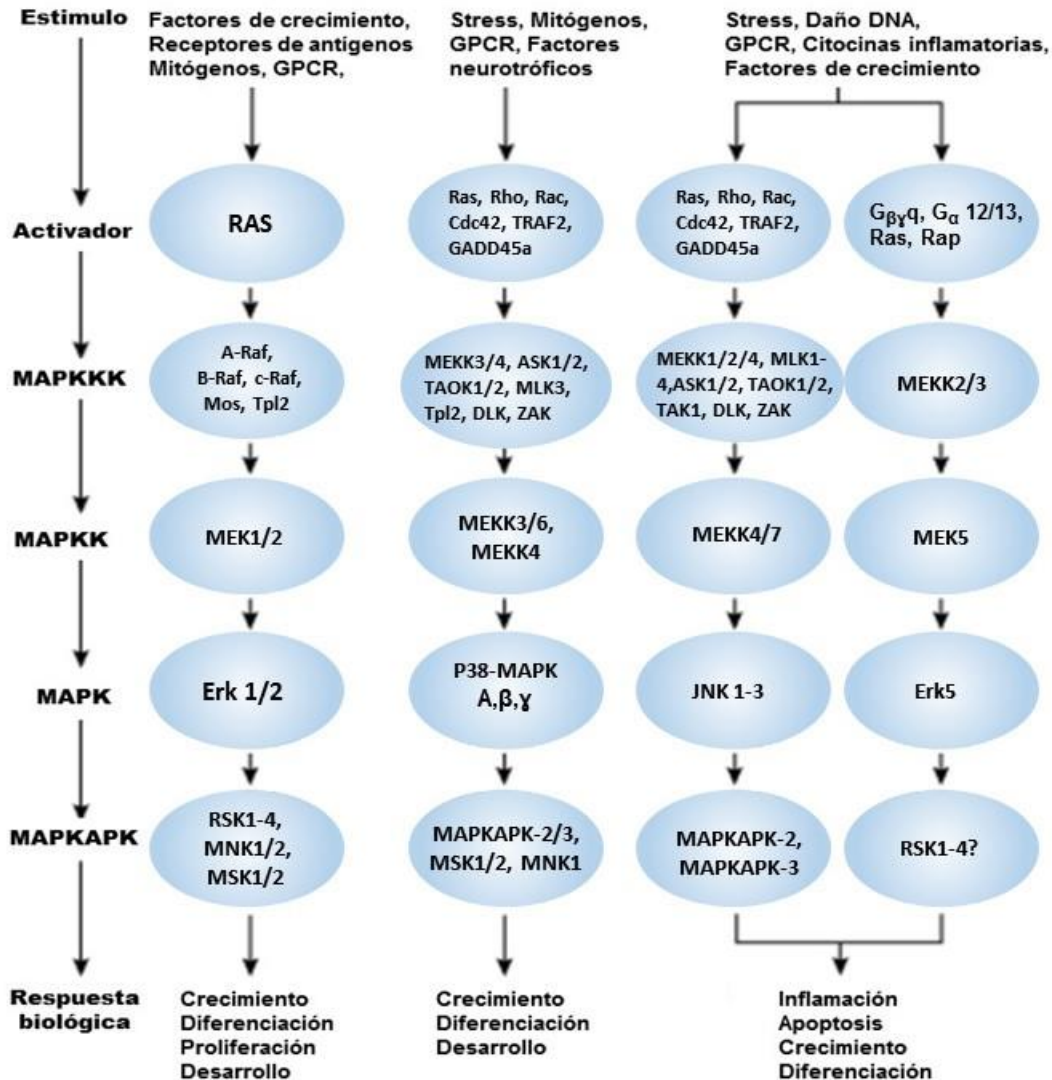 Estimulo
Factores de crecimiento,
Receptores de antígenos
Mitógenos, GPCR,
Stress, Mitógenos,
GPCR, Factores
neurotróficos
Stress, Daño DNA,
GPCR, Citocinas inflamatorias,
Factores de crecimiento
Activador
RAS
Ras, Rho, Rac,
Cdc42, TRAF2,
GADD45a
Ras, Rho, Rac,
Cdc42, TRAF2,
GADD45a
Gβɣq, Gα 12/13,
Ras, Rap
MAPKKK
A-Raf,
B-Raf, c-Raf,
Mos, Tpl2
MEKK3/4, ASK1/2,
TAOK1/2, MLK3,
Tpl2, DLK, ZAK
MEKK1/2/4, MLK1-
4,ASK1/2, TAOK1/2,
TAK1, DLK, ZAK
MEKK2/3
MAPKK
MEK1/2
MEKK3/6,
MEKK4
MEKK4/7
MEK5
MAPK
Erk 1/2
P38-MAPK
Α,β,ɣ
JNK 1-3
Erk5
MAPKAPK
RSK1-4,
MNK1/2,
MSK1/2
MAPKAPK-2/3,
MSK1/2, MNK1
MAPKAPK-2,
MAPKAPK-3
RSK1-4?
Respuesta
biológica
Crecimiento
Diferenciación
Proliferación
Desarrollo
Crecimiento
Diferenciación
Desarrollo
Inflamación
Apoptosis
Crecimiento
Diferenciación